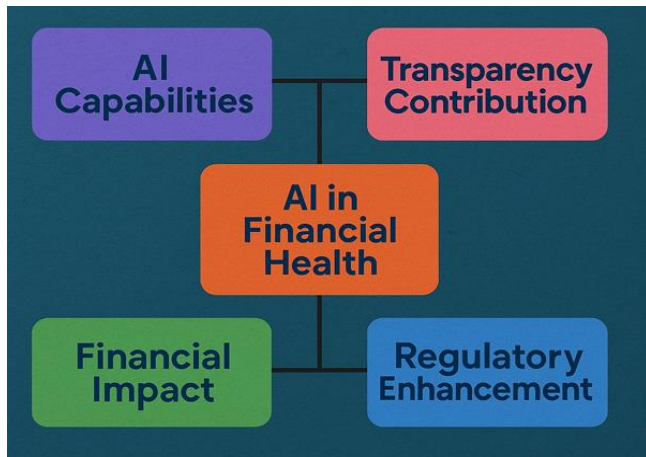 AI
Capabilities
Transparency
Contribution
AI in
Financial
Health
Financial
Impact
Regulatory
Enhancement